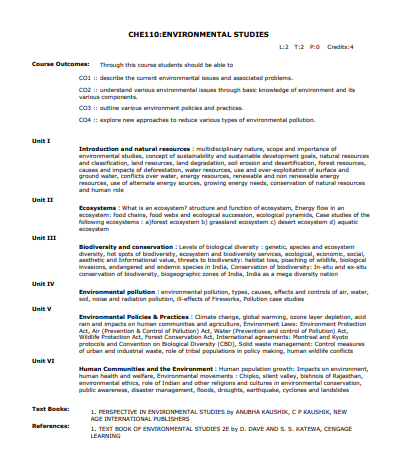 CHE110:ENVIRONMENTAL STUDIES
L:2 T:2 P:0 Credits:4
Course Outcomes: Through this course students should be able to
CO1 :: describe the current environmental issues and associated problems.
CO2 :: understand various environmental issues through basic knowledge of environment and its
various components.
CO3 :: outline various environment policies and practices.
CO4 :: explore new approaches to reduce various types of environmental pollution.
Unit I
Introduction and natural resources : multidisciplinary nature, scope and importance of
environmental studies, concept of sustainability and sustainable development goals, natural resources
and classification, land resources, land degradation, soil erosion and desertification, forest resources,
causes and impacts of deforestation, water resources, use and over-exploitation of surface and
ground water, conflicts over water, energy resources, renewable and non renewable energy
resources, use of alternate energy sources, growing energy needs, conservation of natural resources
and human role
Unit II
Ecosystems : What is an ecosystem? structure and function of ecosystem, Energy flow in an
ecosystem: food chains, food webs and ecological succession, ecological pyramids, Case studies of the
following ecosystems : a)forest ecosystem b) grassland ecosystem c) desert ecosystem d) aquatic
ecosystem
Unit III
Biodiversity and conservation : Levels of biological diversity : genetic, species and ecosystem
diversity, hot spots of biodiversity, ecosystem and biodiversity services, ecological, economic, social,
aesthetic and Informational value, threats to biodiversity: habitat loss, poaching of wildlife, biological
invasions, endangered and endemic species in India, Conservation of biodiversity: In-situ and ex-situ
conservation of biodiversity, biogeographic zones of India, India as a mega diversity nation
Unit IV
Environmental pollution : environmental pollution, types, causes, effects and controls of air, water,
soil, noise and radiation pollution, ill-effects of Fireworks, Pollution case studies
Unit V
Environmental Policies & Practices : Climate change, global warming, ozone layer depletion, acid
rain and impacts on human communities and agriculture, Environment Laws: Environment Protection
Act, Air (Prevention & Control of Pollution) Act, Water (Prevention and control of Pollution) Act,
Wildlife Protection Act, Forest Conservation Act, International agreements: Montreal and Kyoto
protocols and Convention on Biological Diversity (CBD), Solid waste management: Control measures
of urban and industrial waste, role of tribal populations in policy making, human wildlife conflicts
Unit VI
Human Communities and the Environment : Human population growth: Impacts on environment,
human health and welfare, Environmental movements : Chipko, silent valley, bishnois of Rajasthan,
environmental ethics, role of Indian and other religions and cultures in environmental conservation,
public awareness, disaster management, floods, droughts, earthquake, cyclones and landslides
Text Books: 1. PERSPECTIVE IN ENVIRONMENTAL STUDIES by ANUBHA KAUSHIK, C P KAUSHIK, NEW
AGE INTERNATIONAL PUBLISHERS
References: 1. TEXT BOOK OF ENVIRONMENTAL STUDIES 2E by D. DAVE AND S. S. KATEWA, CENGAGE
LEARNING